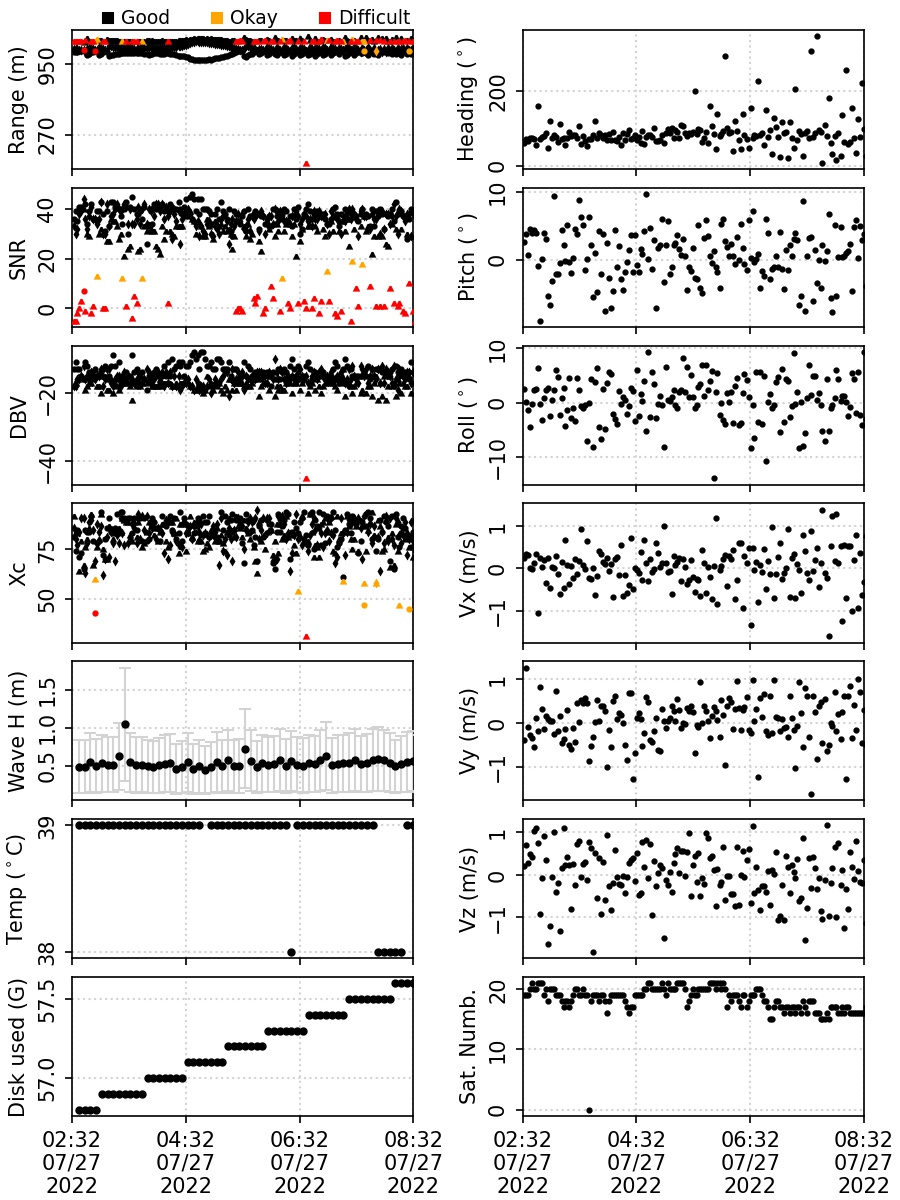 Good Okay Difficult
Range (m)
950
270
Heading (°)
200
0
SNR
40
20
0
Pitch (°)
10
0
DBV
−20
−40
Roll (°)
10
0
−10
Xc
75
50
Vx (m/s)
1
0
−1
Wave H (m)
1.5
1.0
0.5
Vy (m/s)
1
0
−1
Temp (°C)
39
38
Vz (m/s)
1
0
−1
Disk used (G)
57.5
57.0
Sat. Numb.
20
10
0
02:32 04:32 06:32 08:32
07/27 07/27 07/27 07/27
2022 2022 2022 2022
02:32 04:32 06:32 08:32
07/27 07/27 07/27 07/27
2022 2022 2022 2022